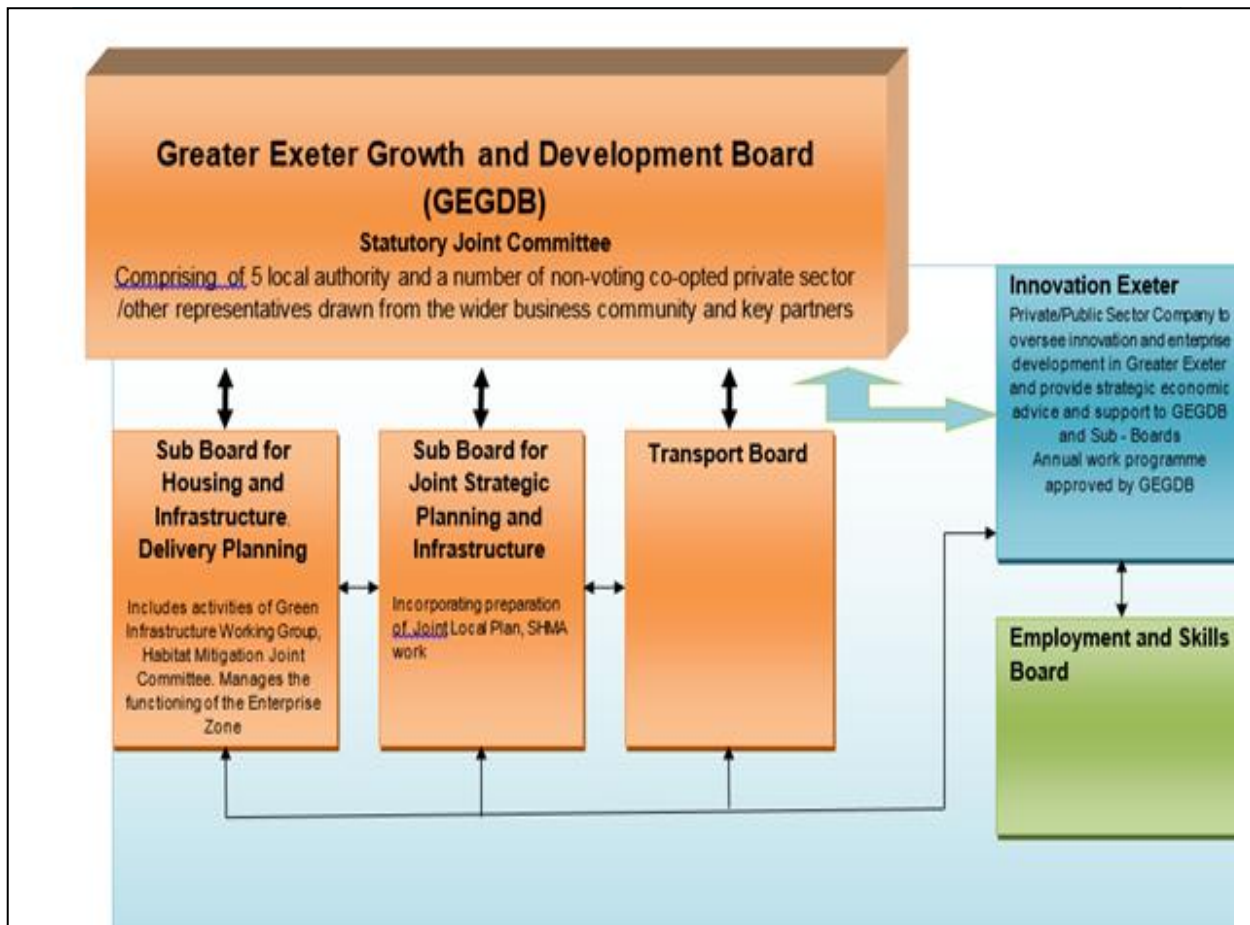 Greater Exeter Growth and Development Board
(GEGDB)
Statutory Joint Committee
Comprising of 5 local authority and a number of non-voting co-opted private sector
/other representatives drawn from the wider business community and key partners
Innovation Exeter
Private/Public Sector Company to
oversee innovation and enterprise
development in Greater Exeter
and provide strategic economic
advice and support to GEGDB
and Sub - Boards
Annual work programme
approved by GEGDB
Sub Board for
Housing and
Infrastructure.
Delivery Planning
Includes activities of Green
Infrastructure Working Group,
Habitat Mitigation Joint
Committee. Manages the
functioning of the Enterprise
Zone
Sub Board for
Joint Strategic
Planning and
Infrastructure
Incorporating preparation
of Joint Local Plan, SHMA
work
Transport Board
Employment and Skills
Board